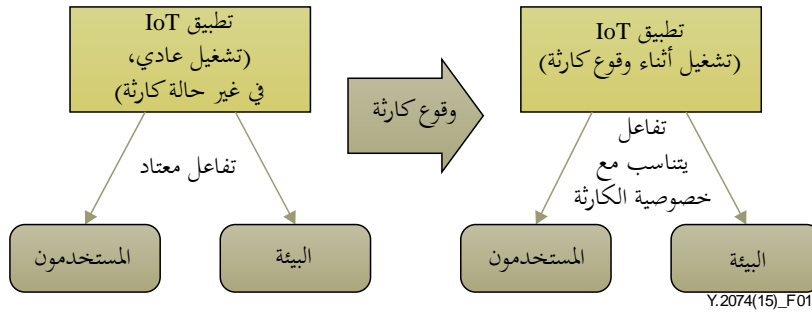 تطبيق IoT
(تشغيل عادي،
في غير حالة كارثة)
تفاعل معتاد
المستخدمون
البيئة
وقوع كارثة
تطبيق IoT
(تشغيل أثناء وقوع كارثة)
تفاعل
يتناسب مع
خصوصية الكارثة
المستخدمون
البيئة
Y.2074(15)_F01